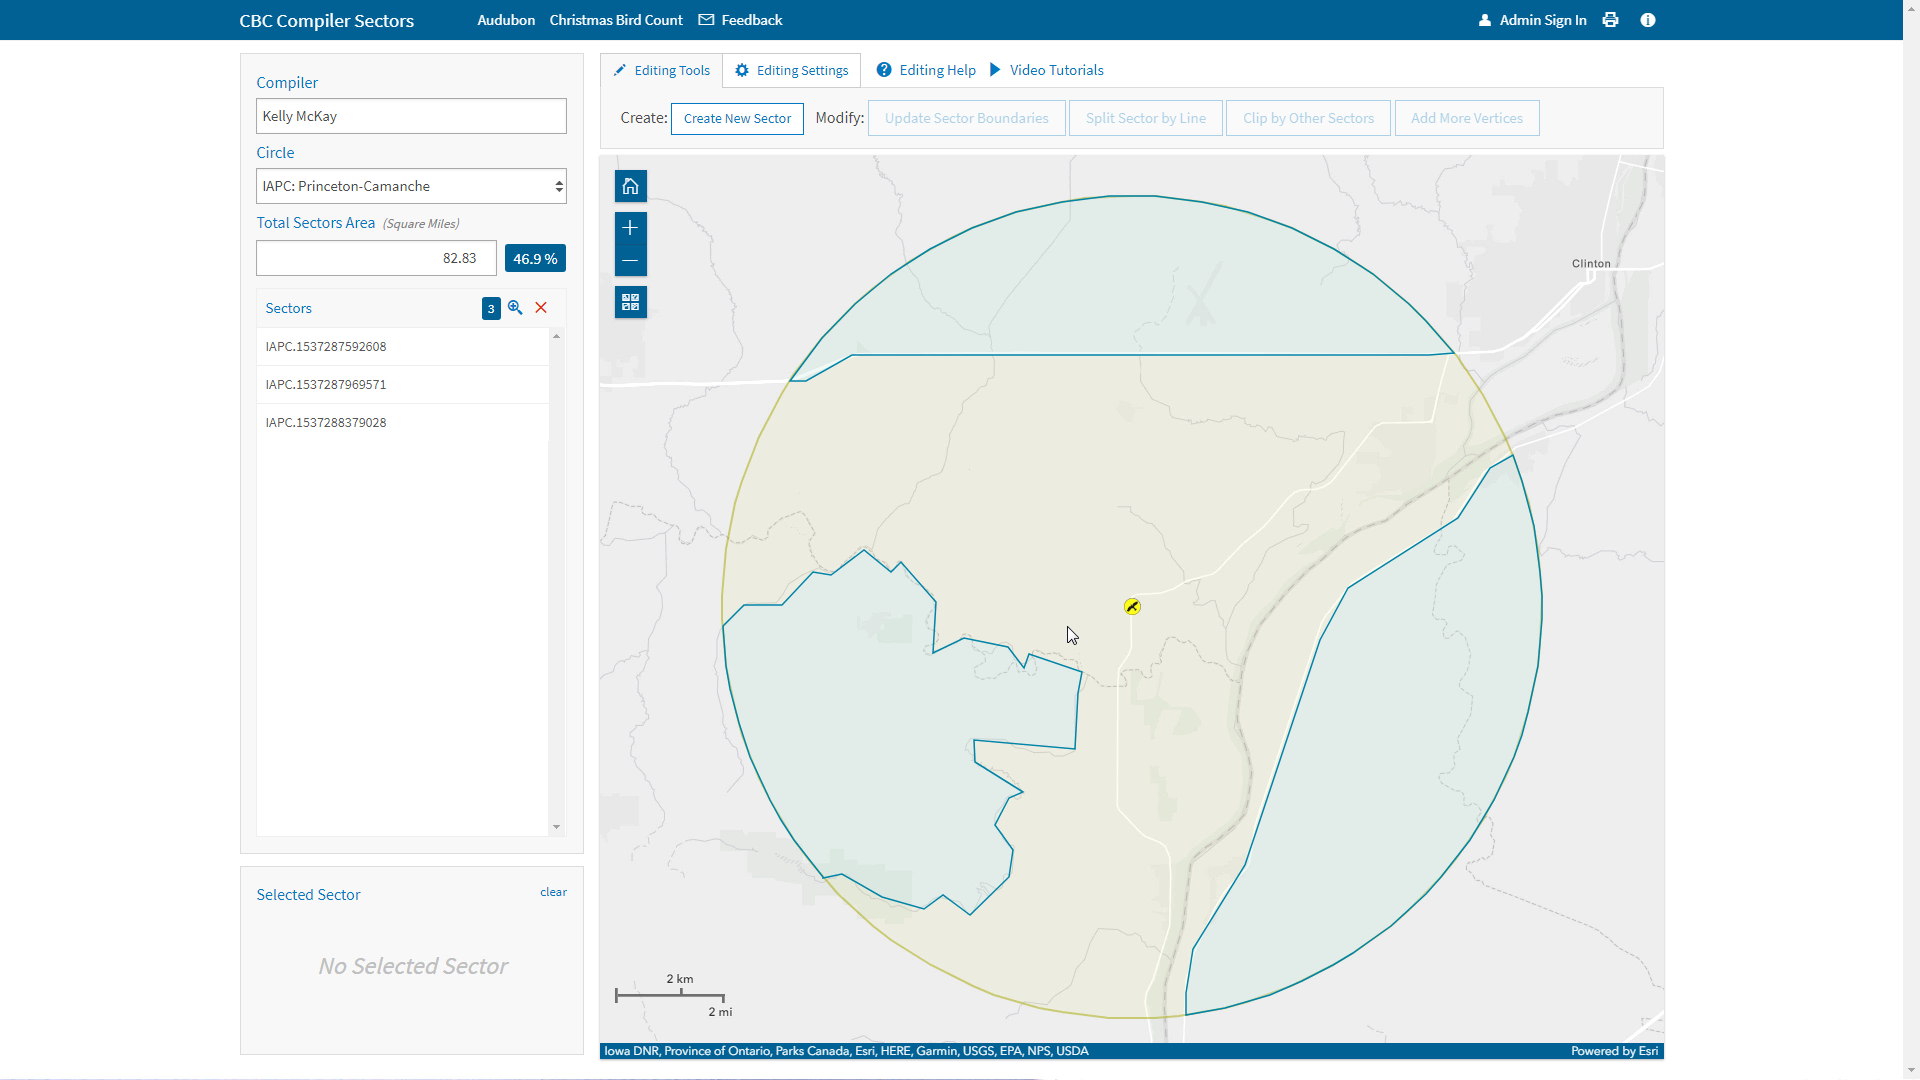 CBC Compiler Sectors
Audubon
Christmas Bird Count
Feedback
Admin Sign In
Compiler
Kelly McKay
Circle
IAPC: Princeton-Camanche
Total Sectors Area (Square Miles)
82.83
46.9 %
Sectors
3
IAPC.1537287592608
IAPC.1537287969571
IAPC.1537288379028
Selected Sector
clear
No Selected Sector
Editing Tools
Editing Settings
Editing Help
Video Tutorials
Create:
Create New Sector
Modify:
Update Sector Boundaries
Split Sector by Line
Clip by Other Sectors
Add More Vertices
Clinton
2 km
2 mi
Iowa DNR, Province of Ontario, Parks Canada, Esri, HERE, Garmin, USGS, EPA, NPS, USDA
Powered by Esri